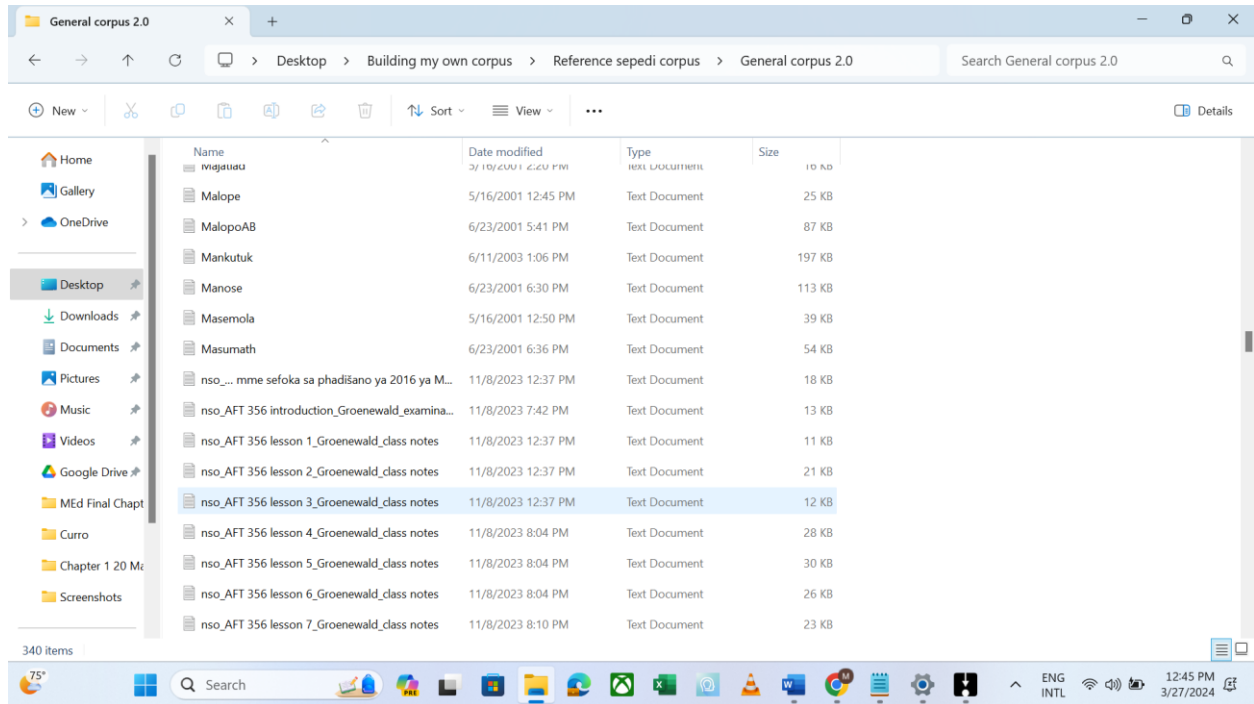 General corpus 2.0
Desktop > Building my own corpus > Reference sepedi corpus > General corpus 2.0
Search General corpus 2.0
New
Sort
View
Details
Name Date modified Type Size
Home
Gallery
OneDrive
Desktop
Downloads
Documents
Pictures
Music
Videos
Google Drive
MEd Final Chapt
Curro
Chapter 1 20 Ma
Screenshots
Majatlad 5/16/2001 2:20 PM Text Document 16 KB
Malope 5/16/2001 12:45 PM Text Document 25 KB
MalopoAB 6/23/2001 5:41 PM Text Document 87 KB
Mankutuk 6/11/2003 1:06 PM Text Document 197 KB
Manose 6/23/2001 6:30 PM Text Document 113 KB
Masemola 5/16/2001 12:50 PM Text Document 39 KB
Masumath 6/23/2001 6:36 PM Text Document 54 KB
nso_... mme sefoka sa phadišano ya 2016 ya M... 11/8/2023 12:37 PM Text Document 18 KB
nso_AFT 356 introduction_Groenewald_examina... 11/8/2023 7:42 PM Text Document 13 KB
nso_AFT 356 lesson 1_Groenewald_class notes 11/8/2023 12:37 PM Text Document 11 KB
nso_AFT 356 lesson 2_Groenewald_class notes 11/8/2023 12:37 PM Text Document 21 KB
nso_AFT 356 lesson 3_Groenewald_class notes 11/8/2023 12:37 PM Text Document 12 KB
nso_AFT 356 lesson 4_Groenewald_class notes 11/8/2023 8:04 PM Text Document 28 KB
nso_AFT 356 lesson 5_Groenewald_class notes 11/8/2023 8:04 PM Text Document 30 KB
nso_AFT 356 lesson 6_Groenewald_class notes 11/8/2023 8:04 PM Text Document 26 KB
nso_AFT 356 lesson 7_Groenewald_class notes 11/8/2023 8:10 PM Text Document 23 KB
340 items
75°
Search
PRE
ENG
INTL
12:45 PM
3/27/2024